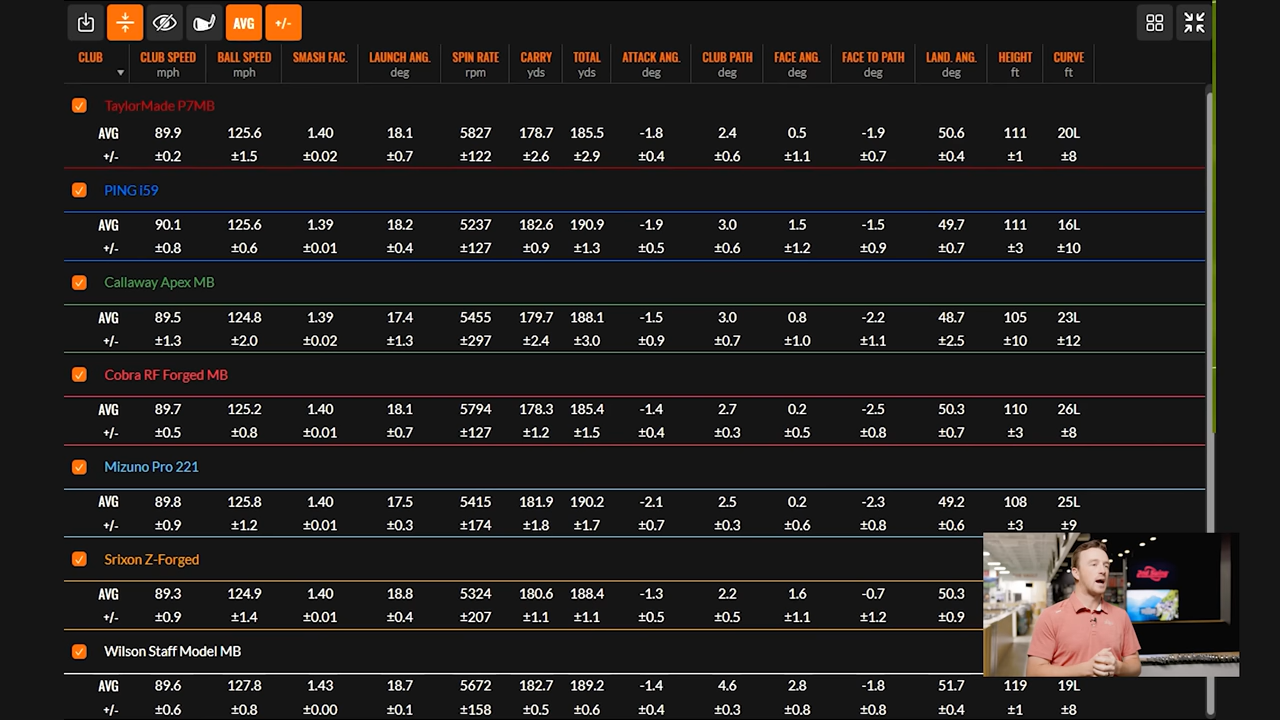 AVG +/-
CLUB CLUB SPEED BALL SPEED SMASH FAC. LAUNCH ANG. SPIN RATE CARRY TOTAL ATTACK ANG. CLUB PATH FACE ANG. FACE TO PATH LAND. ANG. HEIGHT CURVE
mph mph deg rpm yds yds deg deg deg deg deg ft ft
TaylorMade P7MB
AVG 89.9 125.6 1.40 18.1 5827 178.7 185.5 -1.8 2.4 0.5 -1.9 50.6 111 20L
+/- ±0.2 ±1.5 ±0.02 ±0.7 ±122 ±2.6 ±2.9 ±0.4 ±0.6 ±1.1 ±0.7 ±0.4 ±1 ±8
PING i59
AVG 90.1 125.6 1.39 18.2 5237 182.6 190.9 -1.9 3.0 1.5 -1.5 49.7 111 16L
+/- ±0.8 ±0.6 ±0.01 ±0.4 ±127 ±0.9 ±1.3 ±0.5 ±0.6 ±1.2 ±0.9 ±0.7 ±3 ±10
Callaway Apex MB
AVG 89.5 124.8 1.39 17.4 5455 179.7 188.1 -1.5 3.0 0.8 -2.2 48.7 105 23L
+/- ±1.3 ±2.0 ±0.02 ±1.3 ±297 ±2.4 ±3.0 ±0.9 ±0.7 ±1.0 ±1.1 ±2.5 ±10 ±12
Cobra RF Forged MB
AVG 89.7 125.2 1.40 18.1 5794 178.3 185.4 -1.4 2.7 0.2 -2.5 50.3 110 26L
+/- ±0.5 ±0.8 ±0.01 ±0.7 ±127 ±1.2 ±1.5 ±0.4 ±0.3 ±0.5 ±0.8 ±0.7 ±3 ±8
Mizuno Pro 221
AVG 89.8 125.8 1.40 17.5 5415 181.9 190.2 -2.1 2.5 0.2 -2.3 49.2 108 25L
+/- ±0.9 ±1.2 ±0.01 ±0.3 ±174 ±1.8 ±1.7 ±0.7 ±0.3 ±0.6 ±0.8 ±0.6 ±3 ±9
Srixon Z-Forged
AVG 89.3 124.9 1.40 18.8 5324 180.6 188.4 -1.3 2.2 1.6 -0.7 50.3
+/- ±0.9 ±1.4 ±0.01 ±0.4 ±207 ±1.1 ±1.1 ±0.5 ±0.5 ±1.1 ±1.2 ±0.9
Wilson Staff Model MB
AVG 89.6 127.8 1.43 18.7 5672 182.7 189.2 -1.4 4.6 2.8 -1.8 51.7 119 19L
+/- ±0.6 ±0.8 ±0.00 ±0.1 ±158 ±0.5 ±0.6 ±0.4 ±0.3 ±0.8 ±0.8 ±0.4 ±1 ±8